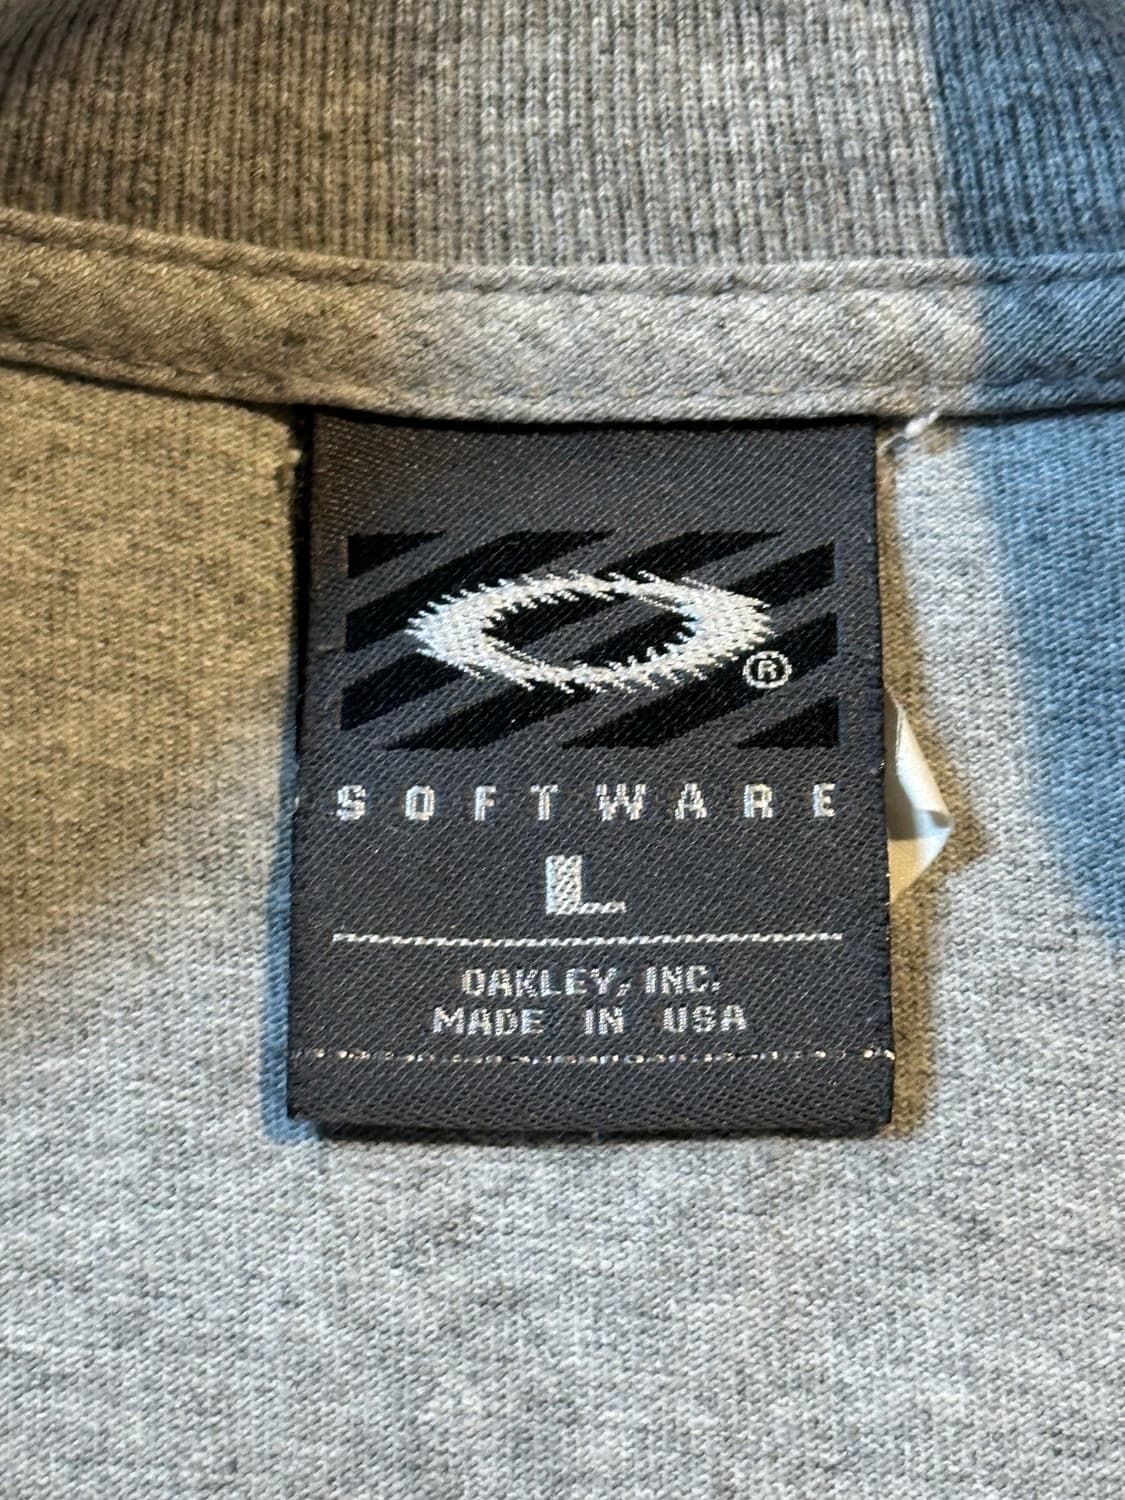 ®
SOFTWARE
L
OAKLEY, INC.
MADE IN USA